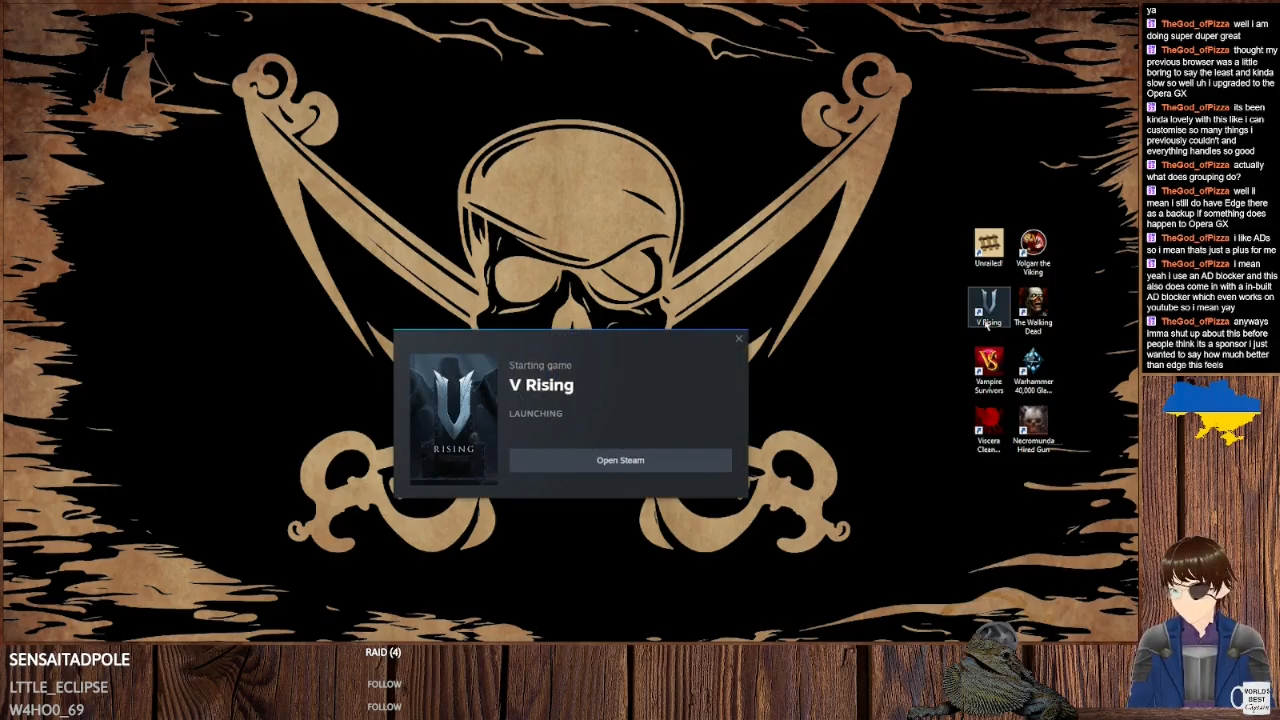 ya
TheGod_ofPizza well i am
doing super duper great
TheGod_ofPizza thought my
previous browser was a little
boring to say the least and kinda
slow so well uh i upgraded to the
Opera GX
TheGod_ofPizza its been
kinda lovely with this like i can
customise so many things i
previously couldn't and
everything handles so good
TheGod_ofPizza actually
what does grouping do?
TheGod_ofPizza well ii
mean i still do have Edge there
as a backup if something does
happen to Opera GX
TheGod_ofPizza i like ADs
so i mean thats just a plus for me
TheGod_ofPizza i mean
yeah i use an AD blocker and this
also does come in with a in-built
AD blocker which even works on
youtube so i mean yay
TheGod_ofPizza anyways
imma shut up about this before
people think its a sponsor i just
wanted to say how much better
than edge this feels
Unrailed!
Volgarr the
Viking
V Rising
The Walking
Dead
Vampire
Survivors
Warhammer
40,000 Gla...
Viscera
Clean...
Necromunda
Hired Gun
Starting game
V Rising
LAUNCHING
Open Steam
RISING
SENSAITADPOLE
RAID (4)
LTTLE_ECLIPSE
FOLLOW
W4HO0_69
FOLLOW
WORLD'S
BEST
Captain